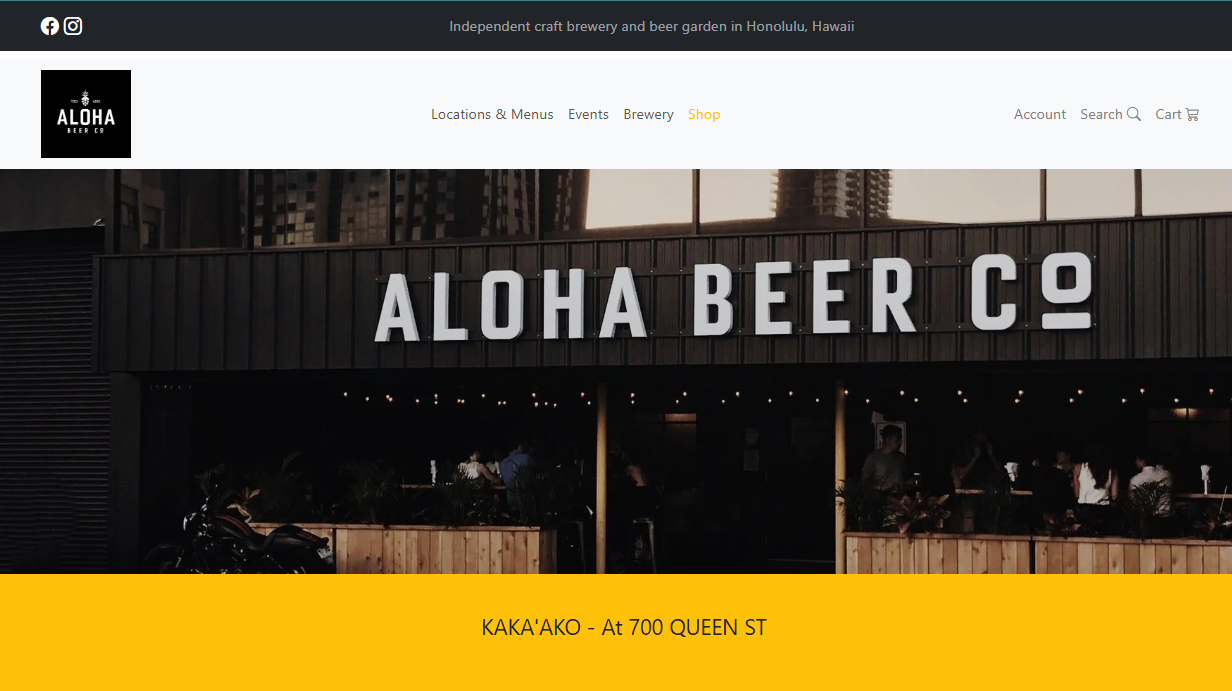 Independent craft brewery and beer garden in Honolulu, Hawaii
ALOHA
BEER CO
Locations & Menus Events Brewery Shop
Account Search Cart
ALOHA BEER CO
KAKA'AKO - At 700 QUEEN ST